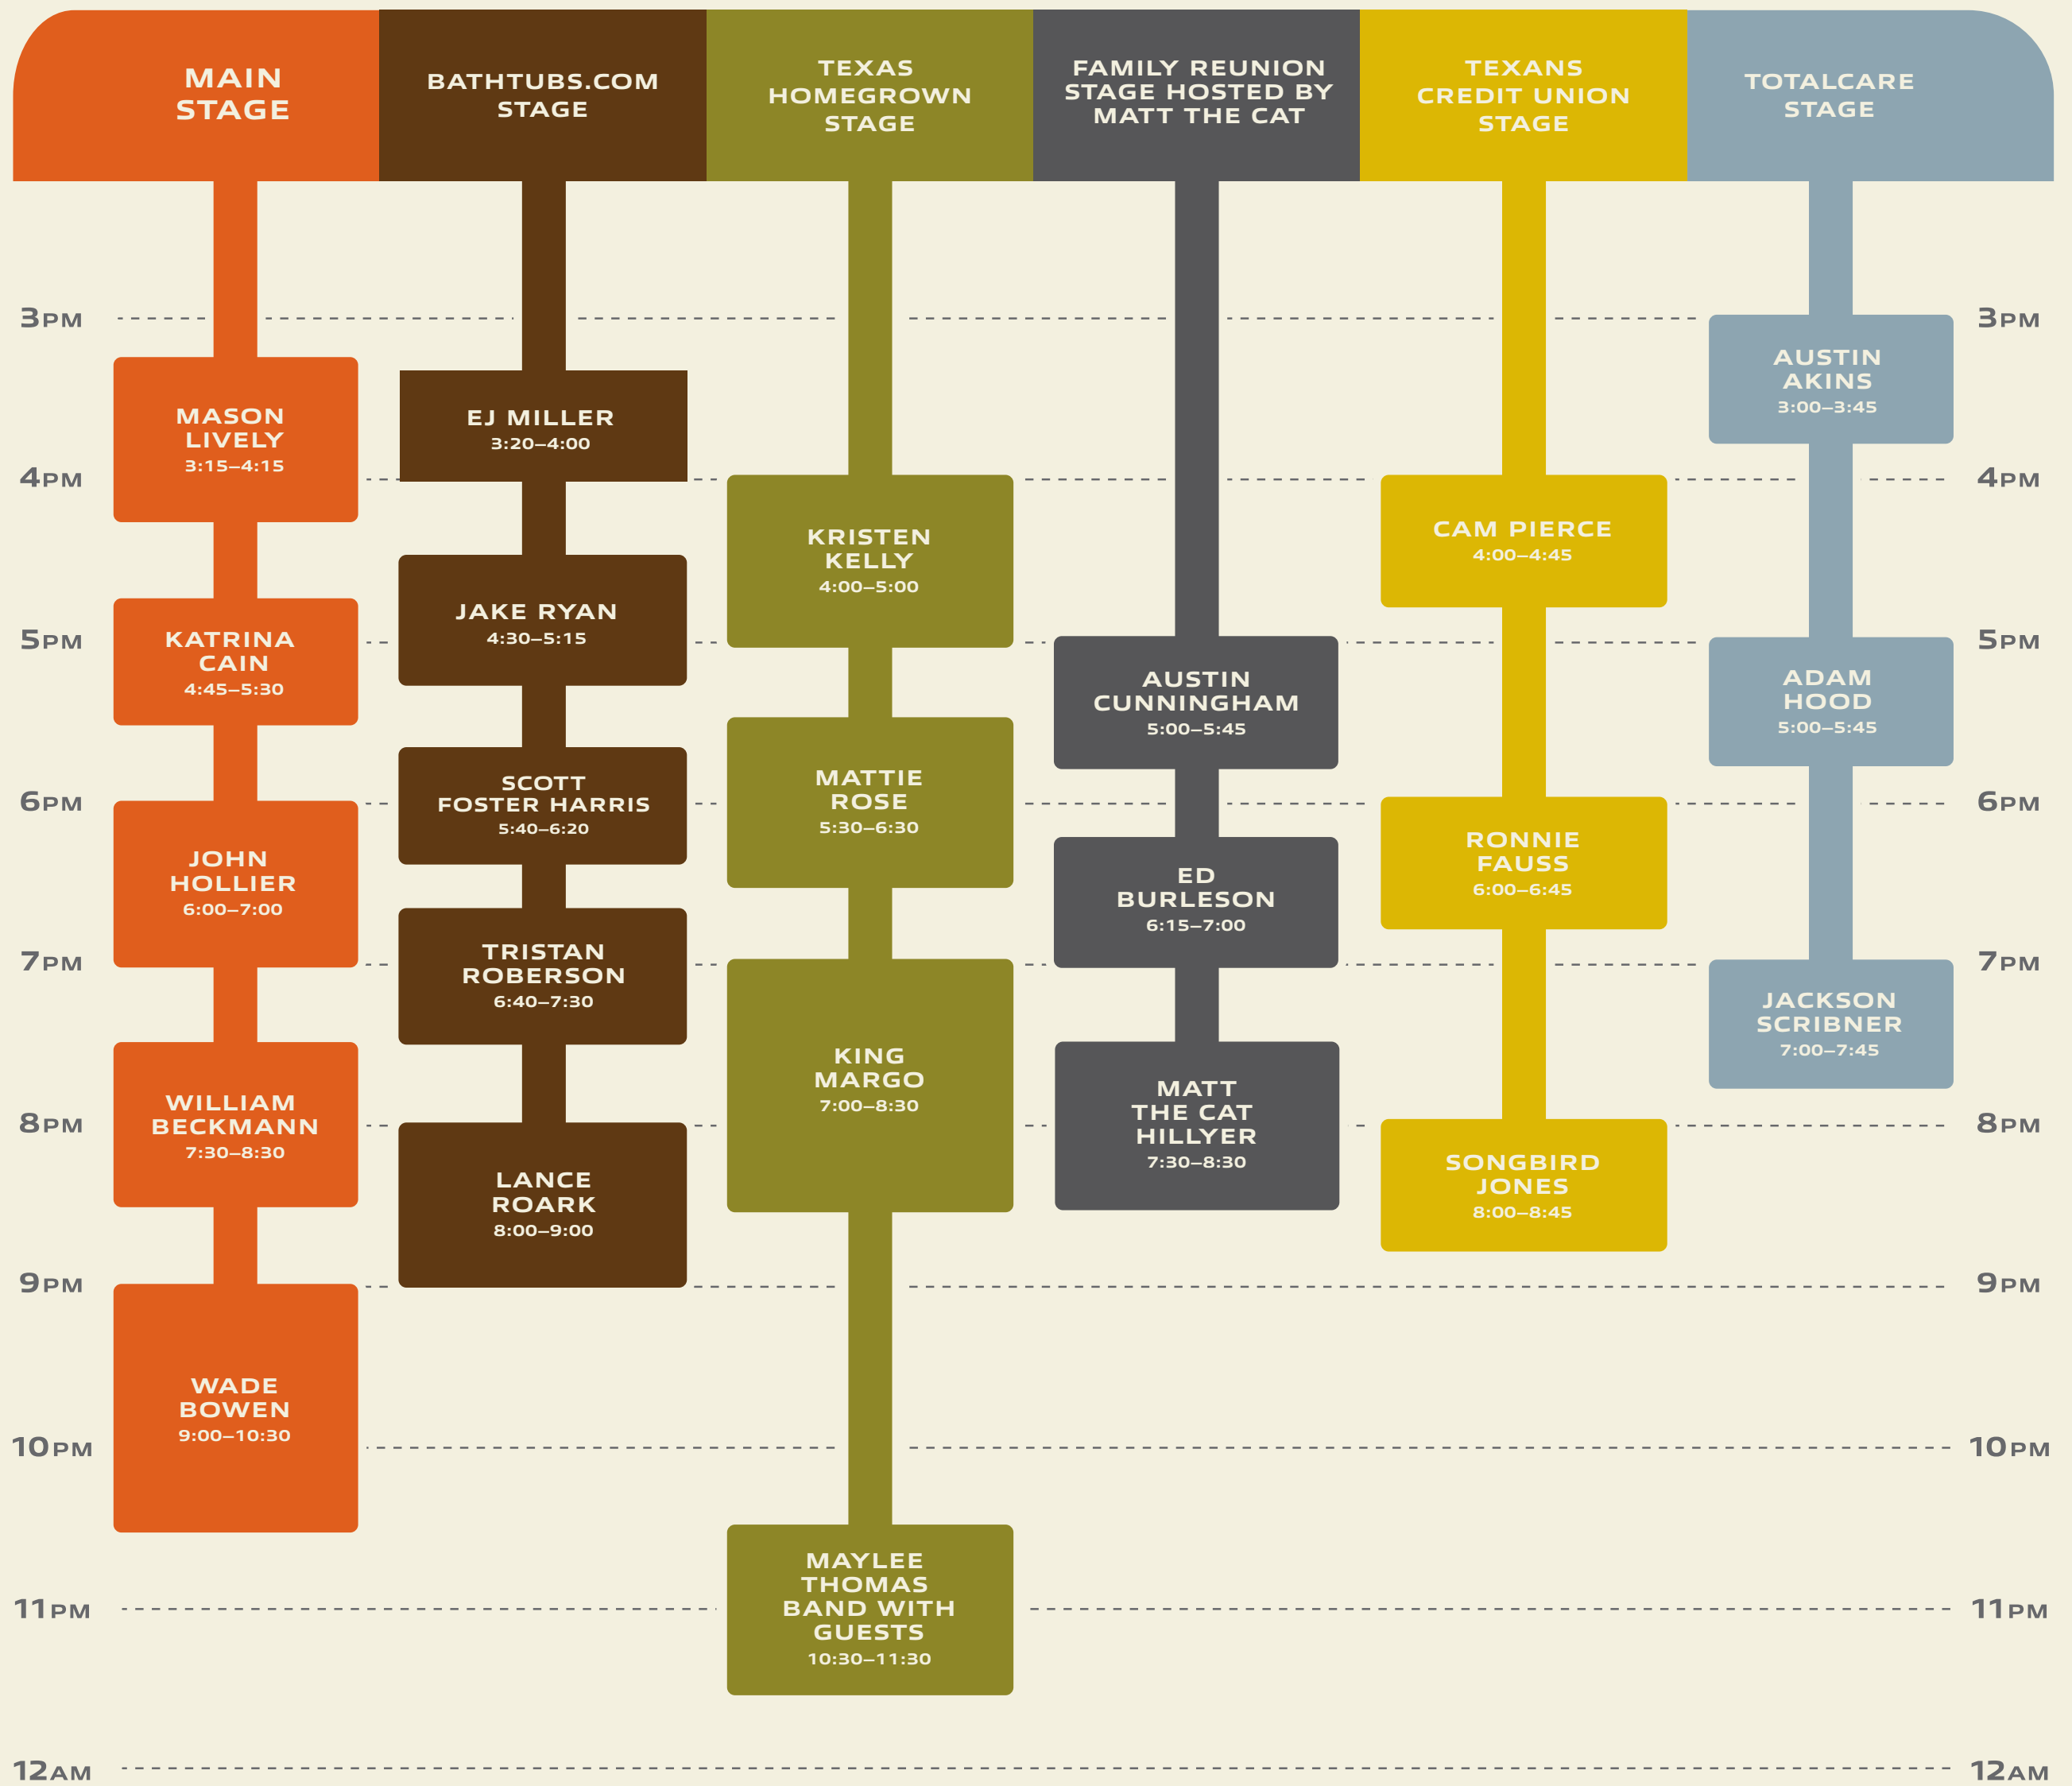 MAIN
STAGE
BATHTUBS.COM
STAGE
TEXAS
HOMEGROWN
STAGE
FAMILY REUNION
STAGE HOSTED BY
MATT THE CAT
TEXANS
CREDIT UNION
STAGE
TOTALCARE
STAGE
3PM
4PM
5PM
6PM
7PM
8PM
9PM
10PM
11PM
12AM
MASON
LIVELY
3:15–4:15
KATRINA
CAIN
4:45–5:30
JOHN
HOLLIER
6:00–7:00
WILLIAM
BECKMANN
7:30–8:30
WADE
BOWEN
9:00–10:30
EJ MILLER
3:20–4:00
JAKE RYAN
4:30–5:15
SCOTT
FOSTER HARRIS
5:40–6:20
TRISTAN
ROBERSON
6:40–7:30
LANCE
ROARK
8:00–9:00
KRISTEN
KELLY
4:00–5:00
MATTIE
ROSE
5:30–6:30
KING
MARGO
7:00–8:30
MAYLEE
THOMAS
BAND WITH
GUESTS
10:30–11:30
AUSTIN
CUNNINGHAM
5:00–5:45
ED
BURLESON
6:15–7:00
MATT
THE CAT
HILLYER
7:30–8:30
CAM PIERCE
4:00–4:45
RONNIE
FAUSS
6:00–6:45
SONGBIRD
JONES
8:00–8:45
AUSTIN
AKINS
3:00–3:45
ADAM
HOOD
5:00–5:45
JACKSON
SCRIBNER
7:00–7:45
3PM
4PM
5PM
6PM
7PM
8PM
9PM
10PM
11PM
12AM